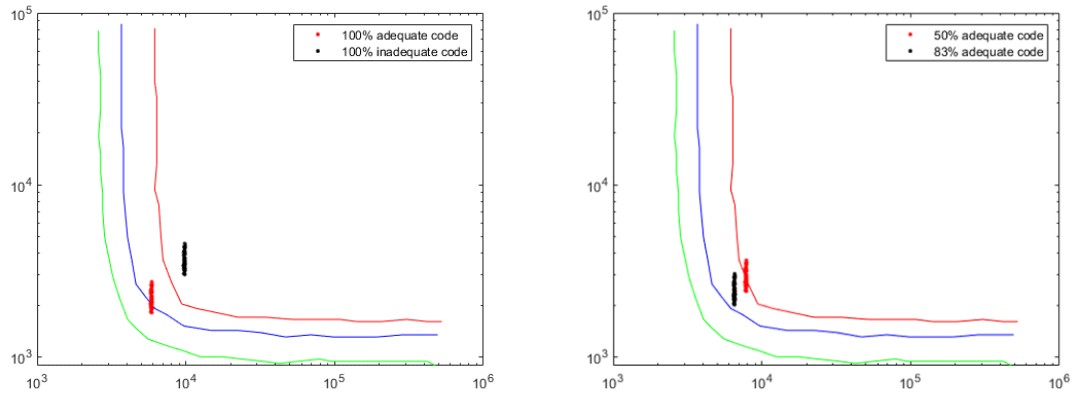 10^5
100% adequate code
100% inadequate code
10^4
10^3
10^3 10^4 10^5 10^6
10^5
50% adequate code
83% adequate code
10^4
10^3
10^3 10^4 10^5 10^6